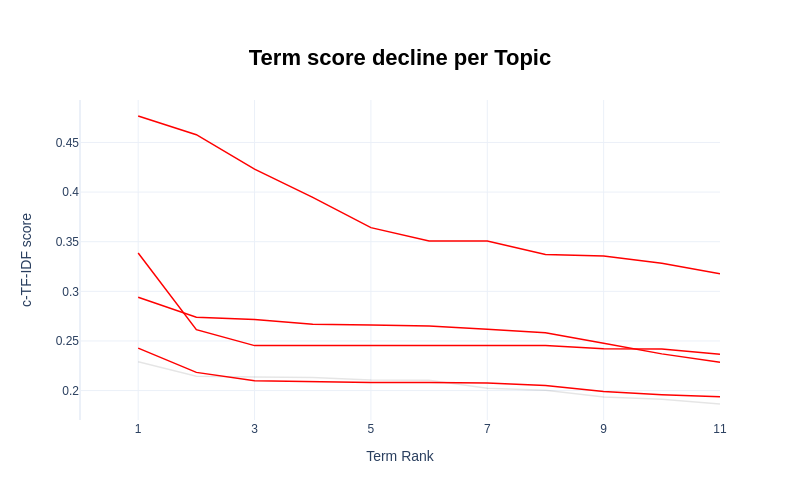 Term score decline per Topic
c-TF-IDF score
0.45
0.4
0.35
0.3
0.25
0.2
1 3 5 7 9 11
Term Rank